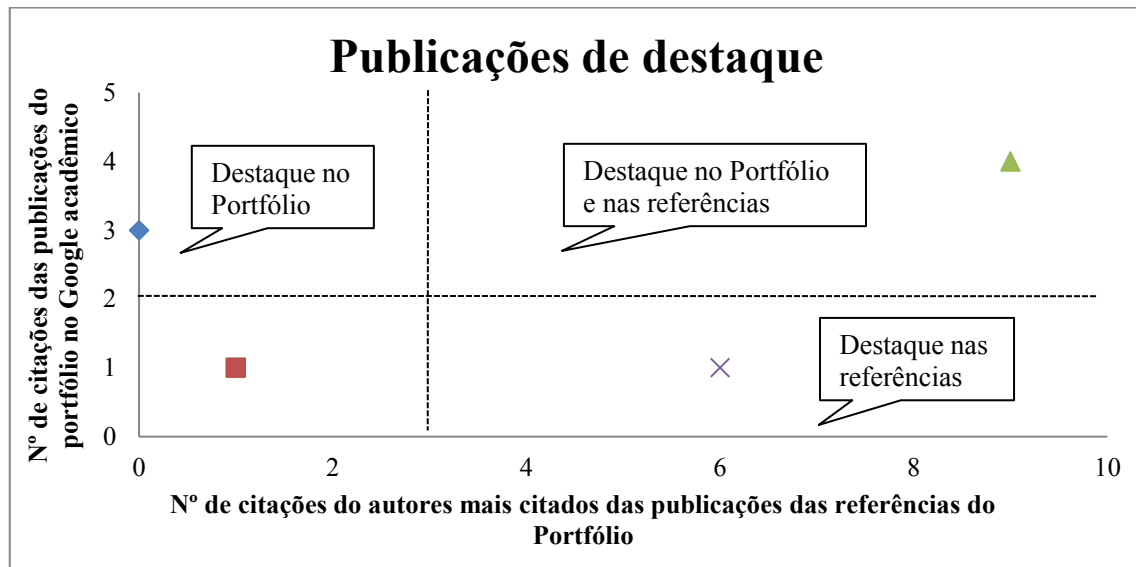 Publicações de destaque
Nº de citações das publicações do
portfólio no Google acadêmico
5
4
3
2
1
0
Destaque no
Portfólio
Destaque no Portfólio
e nas referências
Destaque nas
referências
0
2
4
6
8
10
Nº de citações do autores mais citados das publicações das referências do
Portfólio